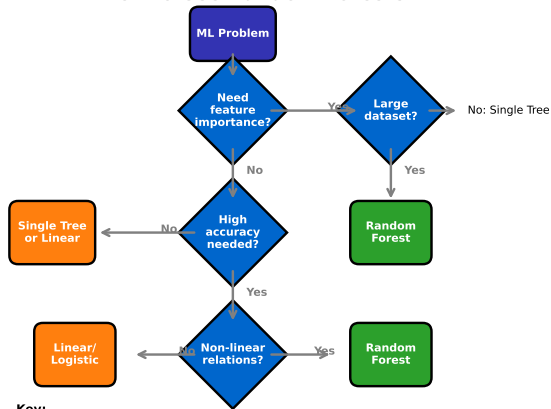 ML Problem
Need
feature
importance?
Yes
Large
dataset?
No: Single Tree
No
Yes
Single Tree
or Linear
No
High
accuracy
needed?
Random
Forest
Yes
Linear/
Logistic
No
Non-linear
relations?
Yes
Random
Forest
Key: